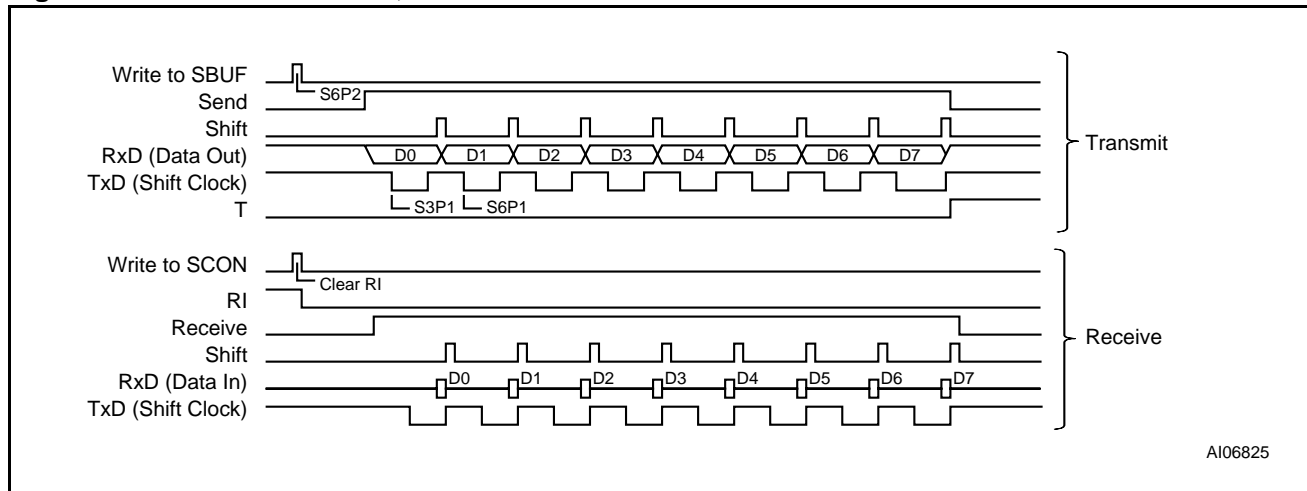 Write to SBUF
S6P2
Send
Shift
RxD (Data Out)
D0 D1 D2 D3 D4 D5 D6 D7
TxD (Shift Clock)
S3P1 S6P1
T
Transmit
Write to SCON
Clear RI
RI
Receive
Shift
RxD (Data In)
D0 D1 D2 D3 D4 D5 D6 D7
TxD (Shift Clock)
Receive
AI06825